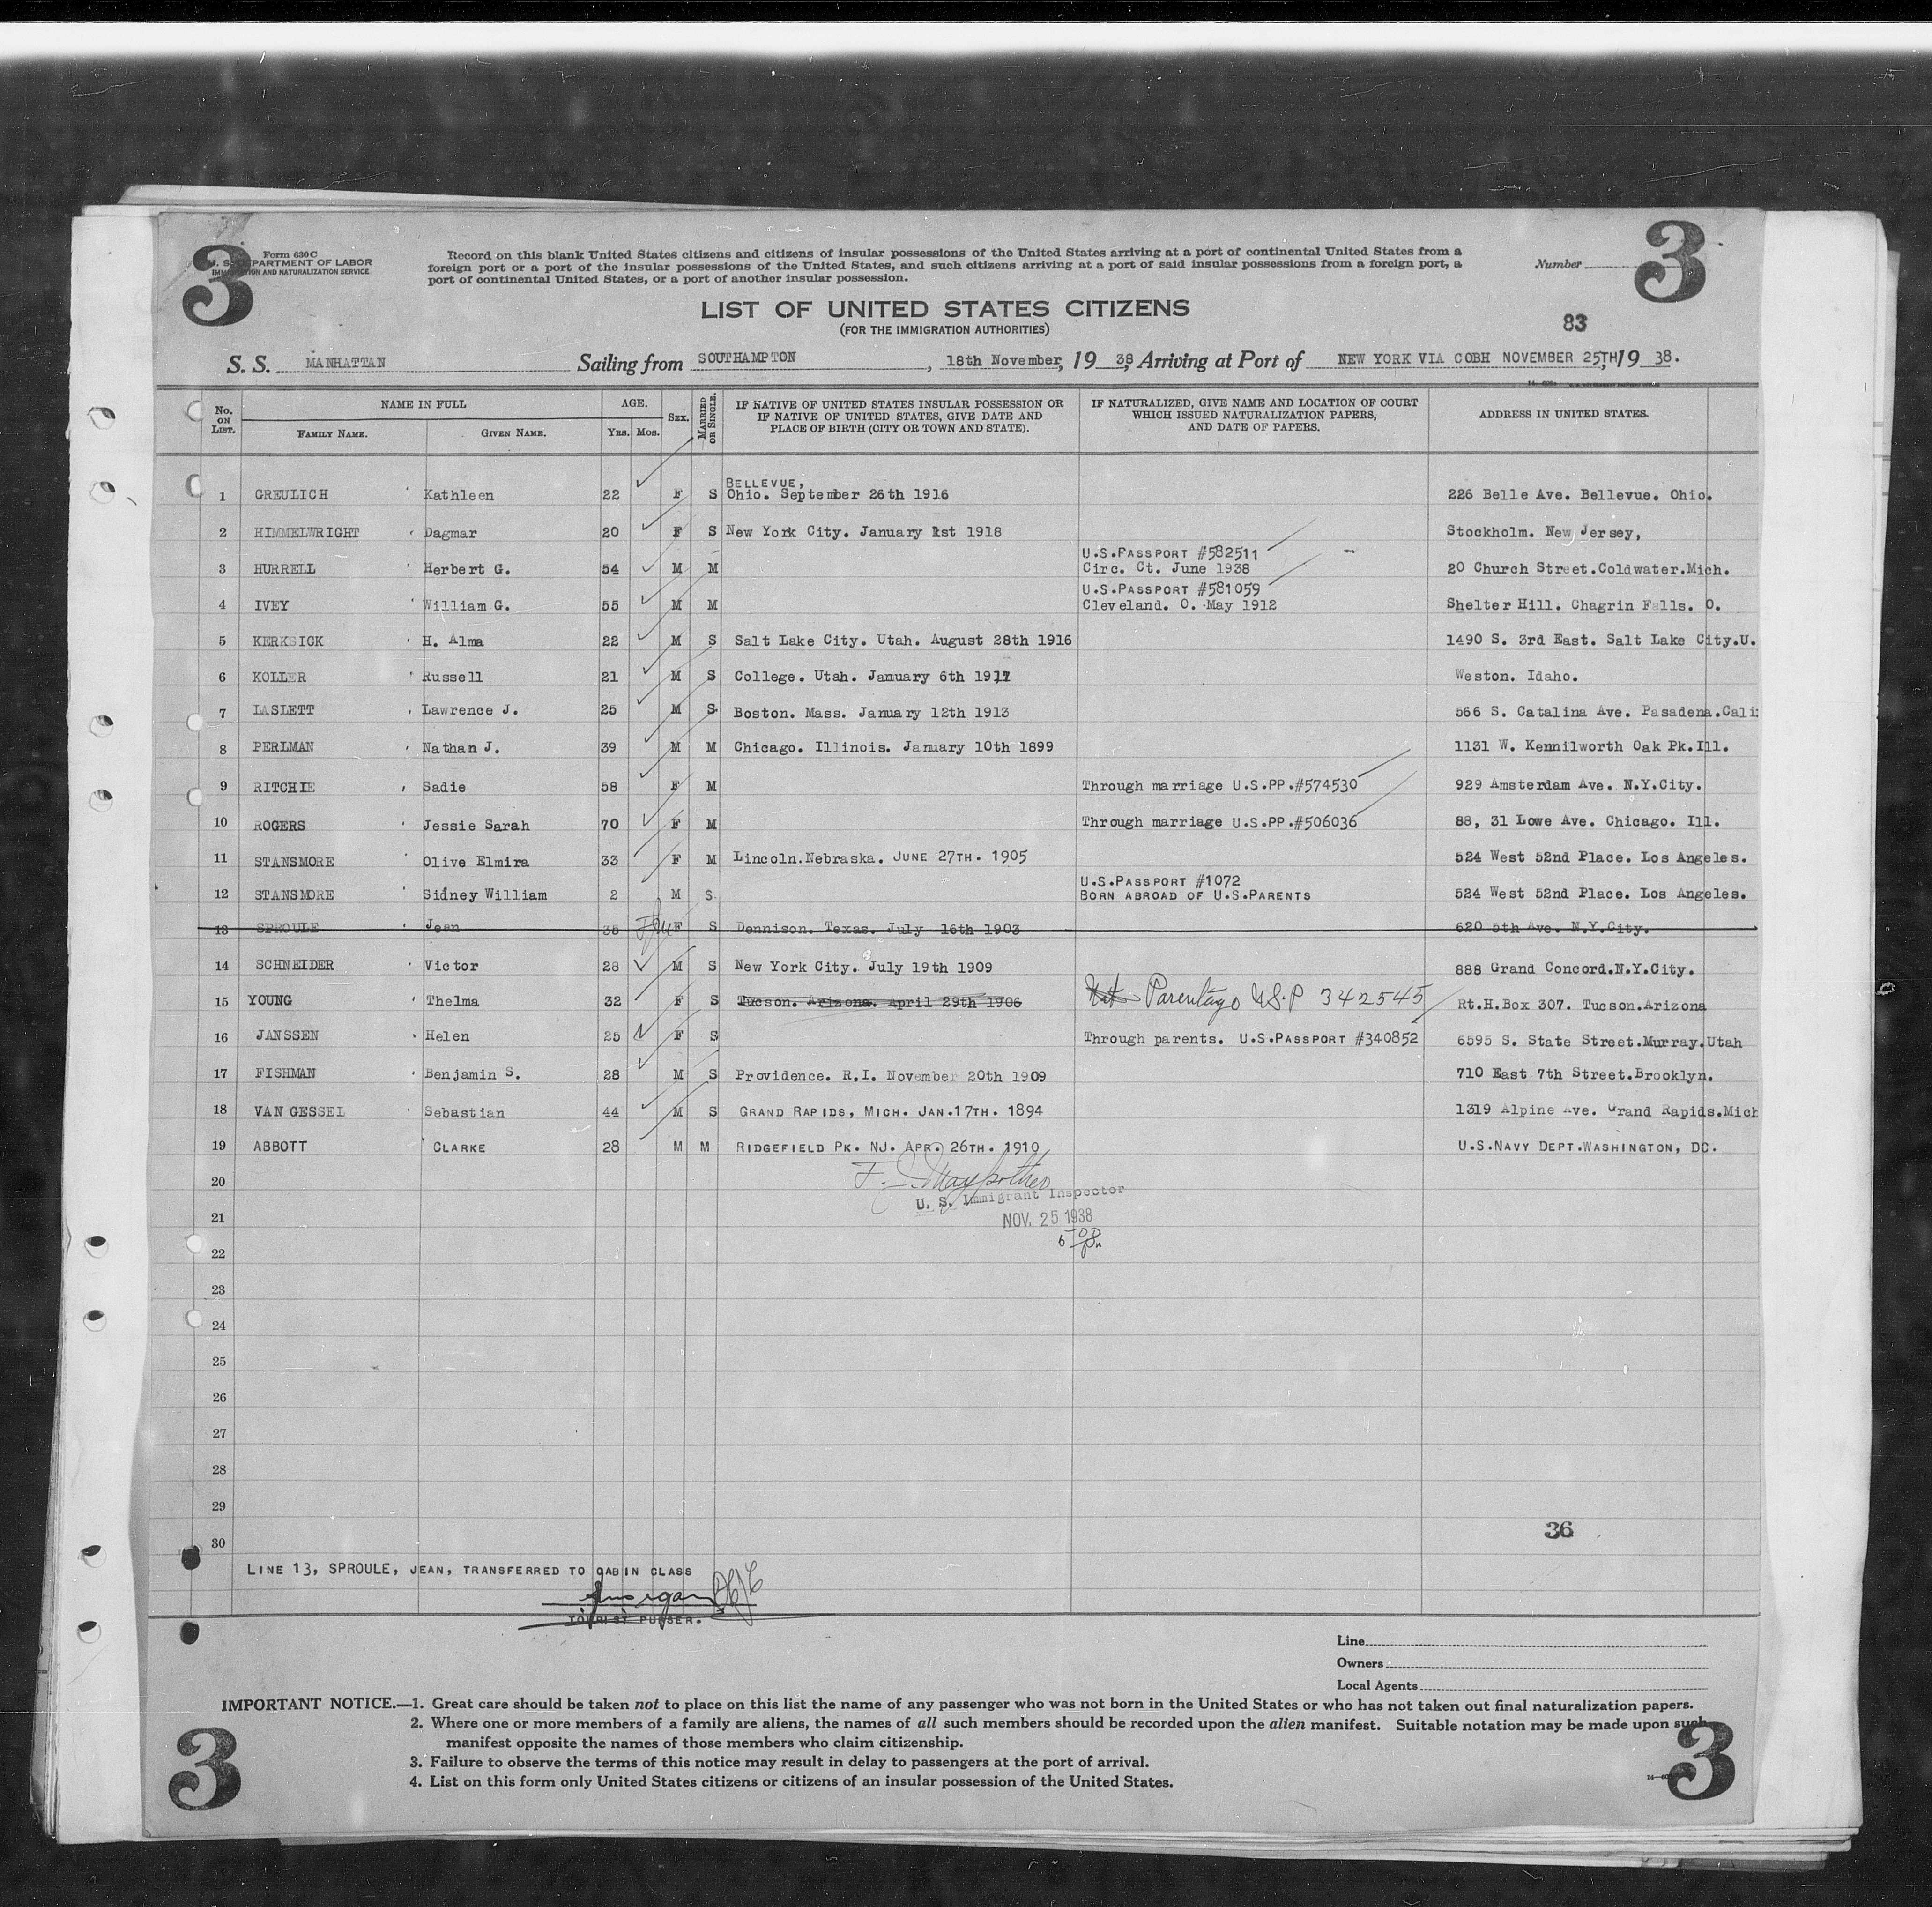 3
3
Form 630 C
U. S. DEPARTMENT OF LABOR
IMMIGRATION AND NATURALIZATION SERVICE
Record on this blank United States citizens and citizens of insular possessions of the United States arriving at a port of continental United States from a
foreign port or a port of the insular possessions of the United States, and such citizens arriving at a port of said insular possessions from a foreign port, a
port of continental United States, or a port of another insular possession.
Number
LIST OF UNITED STATES CITIZENS
(FOR THE IMMIGRATION AUTHORITIES)
83
S. S. MANHATTAN Sailing from SOUTHAMPTON, 18th November, 19 38, Arriving at Port of NEW YORK VIA COBH NOVEMBER 25TH, 19 38.
No. ON LIST. NAME IN FULL FAMILY NAME. GIVEN NAME. AGE. YRS. MOS. SEX. MARRIED OR SINGLE. IF NATIVE OF UNITED STATES INSULAR POSSESSION OR IF NATIVE OF UNITED STATES, GIVE DATE AND PLACE OF BIRTH (CITY OR TOWN AND STATE). IF NATURALIZED, GIVE NAME AND LOCATION OF COURT WHICH ISSUED NATURALIZATION PAPERS, AND DATE OF PAPERS. ADDRESS IN UNITED STATES.
BELLEVUE,
1 GREULICH Kathleen 22 F S Ohio. September 26th 1916 226 Belle Ave. Bellevue. Ohio.
2 HIMMELWRIGHT Dagmar 20 F S New York City. January 1st 1918 Stockholm. New Jersey,
U.S.PASSPORT #582511
3 HURRELL Herbert G. 54 M M Circ. Ct. June 1938 20 Church Street.Coldwater.Mich.
U.S.PASSPORT #581059
4 IVEY William G. 55 M M Cleveland. O. May 1912 Shelter Hill. Chagrin Falls. O.
5 KERKSICK H. Alma 22 M S Salt Lake City. Utah. August 28th 1916 1490 S. 3rd East. Salt Lake City.U.
6 KOLLER Russell 21 M S College. Utah. January 6th 1917 Weston. Idaho.
7 LASLETT Lawrence J. 25 M S Boston. Mass. January 12th 1913 566 S. Catalina Ave. Pasadena.Cali
8 PERLMAN Nathan J. 39 M M Chicago. Illinois. January 10th 1899 1131 W. Kennilworth Oak Pk.Ill.
9 RITCHIE Sadie 58 F M Through marriage U.S.PP.#574530 929 Amsterdam Ave. N.Y.City.
10 ROGERS Jessie Sarah 70 F M Through marriage U.S.PP.#506036 88, 31 Lowe Ave. Chicago. Ill.
11 STANSMORE Olive Elmira 33 F M Lincoln.Nebraska. JUNE 27TH. 1905 524 West 52nd Place. Los Angeles.
U.S.PASSPORT #1072
12 STANSMORE Sidney William 2 M S BORN ABROAD OF U.S.PARENTS 524 West 52nd Place. Los Angeles.
13 SPROULE Jean 35 F S Dennison. Texas. July 16th 1903 620 5th Ave. N.Y.City.
14 SCHNEIDER Victor 28 M S New York City. July 19th 1909 888 Grand Concord.N.Y.City.
15 YOUNG Thelma 32 F S Tucson. Arizona. April 29th 1906 Parentage U.S.P 342545 Rt.H.Box 307. Tucson.Arizona
16 JANSSEN Helen 25 F S Through parents. U.S.PASSPORT #340852 6595 S. State Street.Murray.Utah
17 FISHMAN Benjamin S. 28 M S Providence. R.I. November 20th 1909 710 East 7th Street.Brooklyn.
18 VAN GESSEL Sebastian 44 M S GRAND RAPIDS, MICH. JAN.17TH. 1894 1319 Alpine Ave. Grand Rapids.Mich
19 ABBOTT CLARKE 28 M M RIDGEFIELD PK. NJ. APR. 26TH. 1910 U.S.NAVY DEPT.WASHINGTON, DC.
20
U. S. Immigrant Inspector
21
NOV. 25 1938
22
23
24
25
26
27
28
29
36
30
LINE 13, SPROULE, JEAN, TRANSFERRED TO CABIN CLASS
TOURIST PURSER.
Line
Owners
Local Agents
IMPORTANT NOTICE.—1. Great care should be taken not to place on this list the name of any passenger who was not born in the United States or who has not taken out final naturalization papers.
2. Where one or more members of a family are aliens, the names of all such members should be recorded upon the alien manifest. Suitable notation may be made upon such
manifest opposite the names of those members who claim citizenship.
3. Failure to observe the terms of this notice may result in delay to passengers at the port of arrival.
4. List on this form only United States citizens or citizens of an insular possession of the United States.
3
3